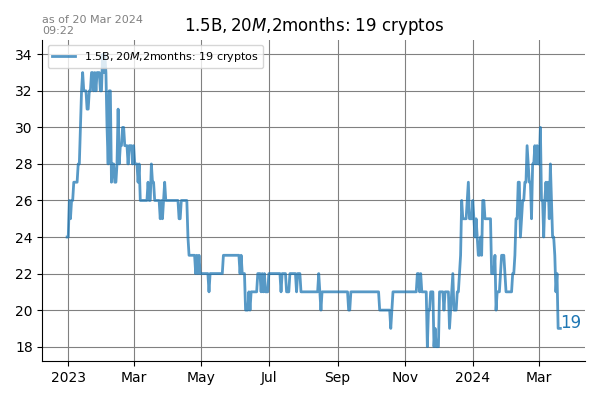 as of 20 Mar 2024
09:22
1.5B, 20M,2months: 19 cryptos
1.5B,20M,2months: 19 cryptos
34
32
30
28
26
24
22
20
18
19
2023 Mar May Jul Sep Nov 2024 Mar